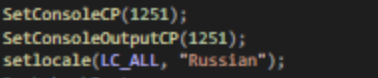 SetConsoleCP(1251);
SetConsoleOutputCP(1251);
setlocale(LC_ALL, "Russian");